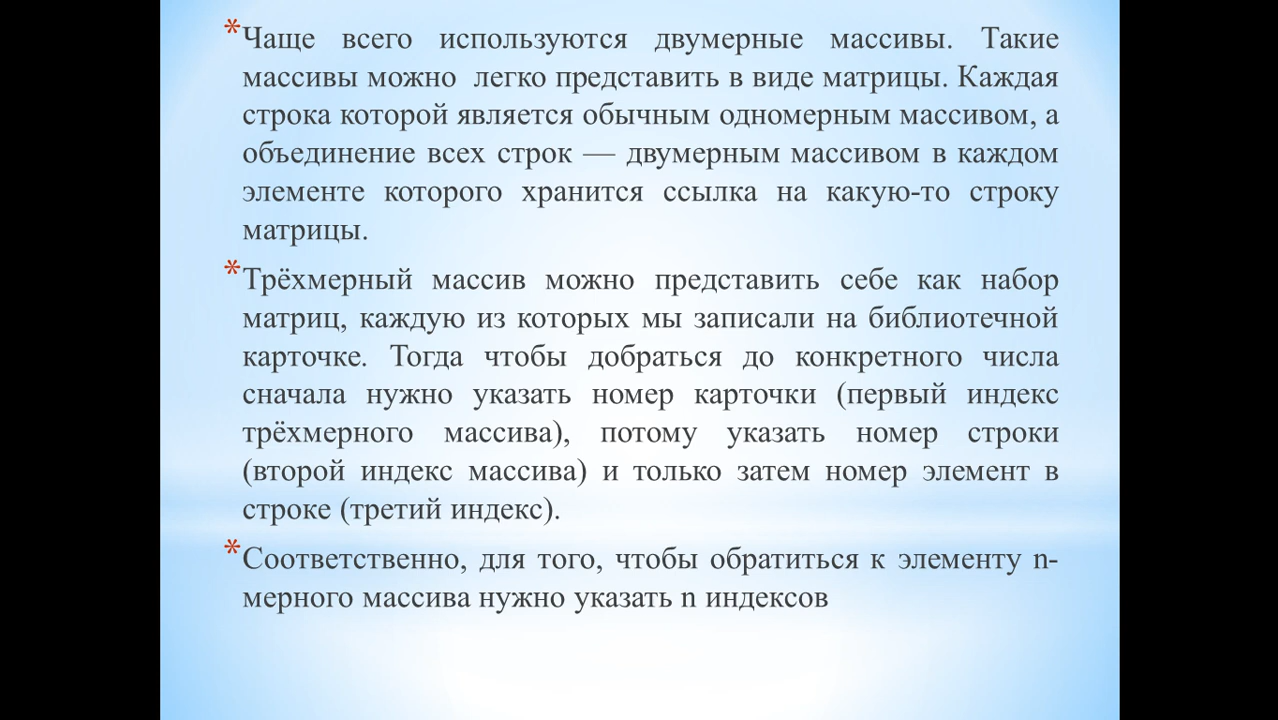 * Чаще всего используются двумерные массивы. Такие
массивы можно легко представить в виде матрицы. Каждая
строка которой является обычным одномерным массивом, а
объединение всех строк — двумерным массивом в каждом
элементе которого хранится ссылка на какую-то строку
матрицы.
* Трёхмерный массив можно представить себе как набор
матриц, каждую из которых мы записали на библиотечной
карточке. Тогда чтобы добраться до конкретного числа
сначала нужно указать номер карточки (первый индекс
трёхмерного массива), потому указать номер строки
(второй индекс массива) и только затем номер элемент в
строке (третий индекс).
* Соответственно, для того, чтобы обратиться к элементу n-
мерного массива нужно указать n индексов